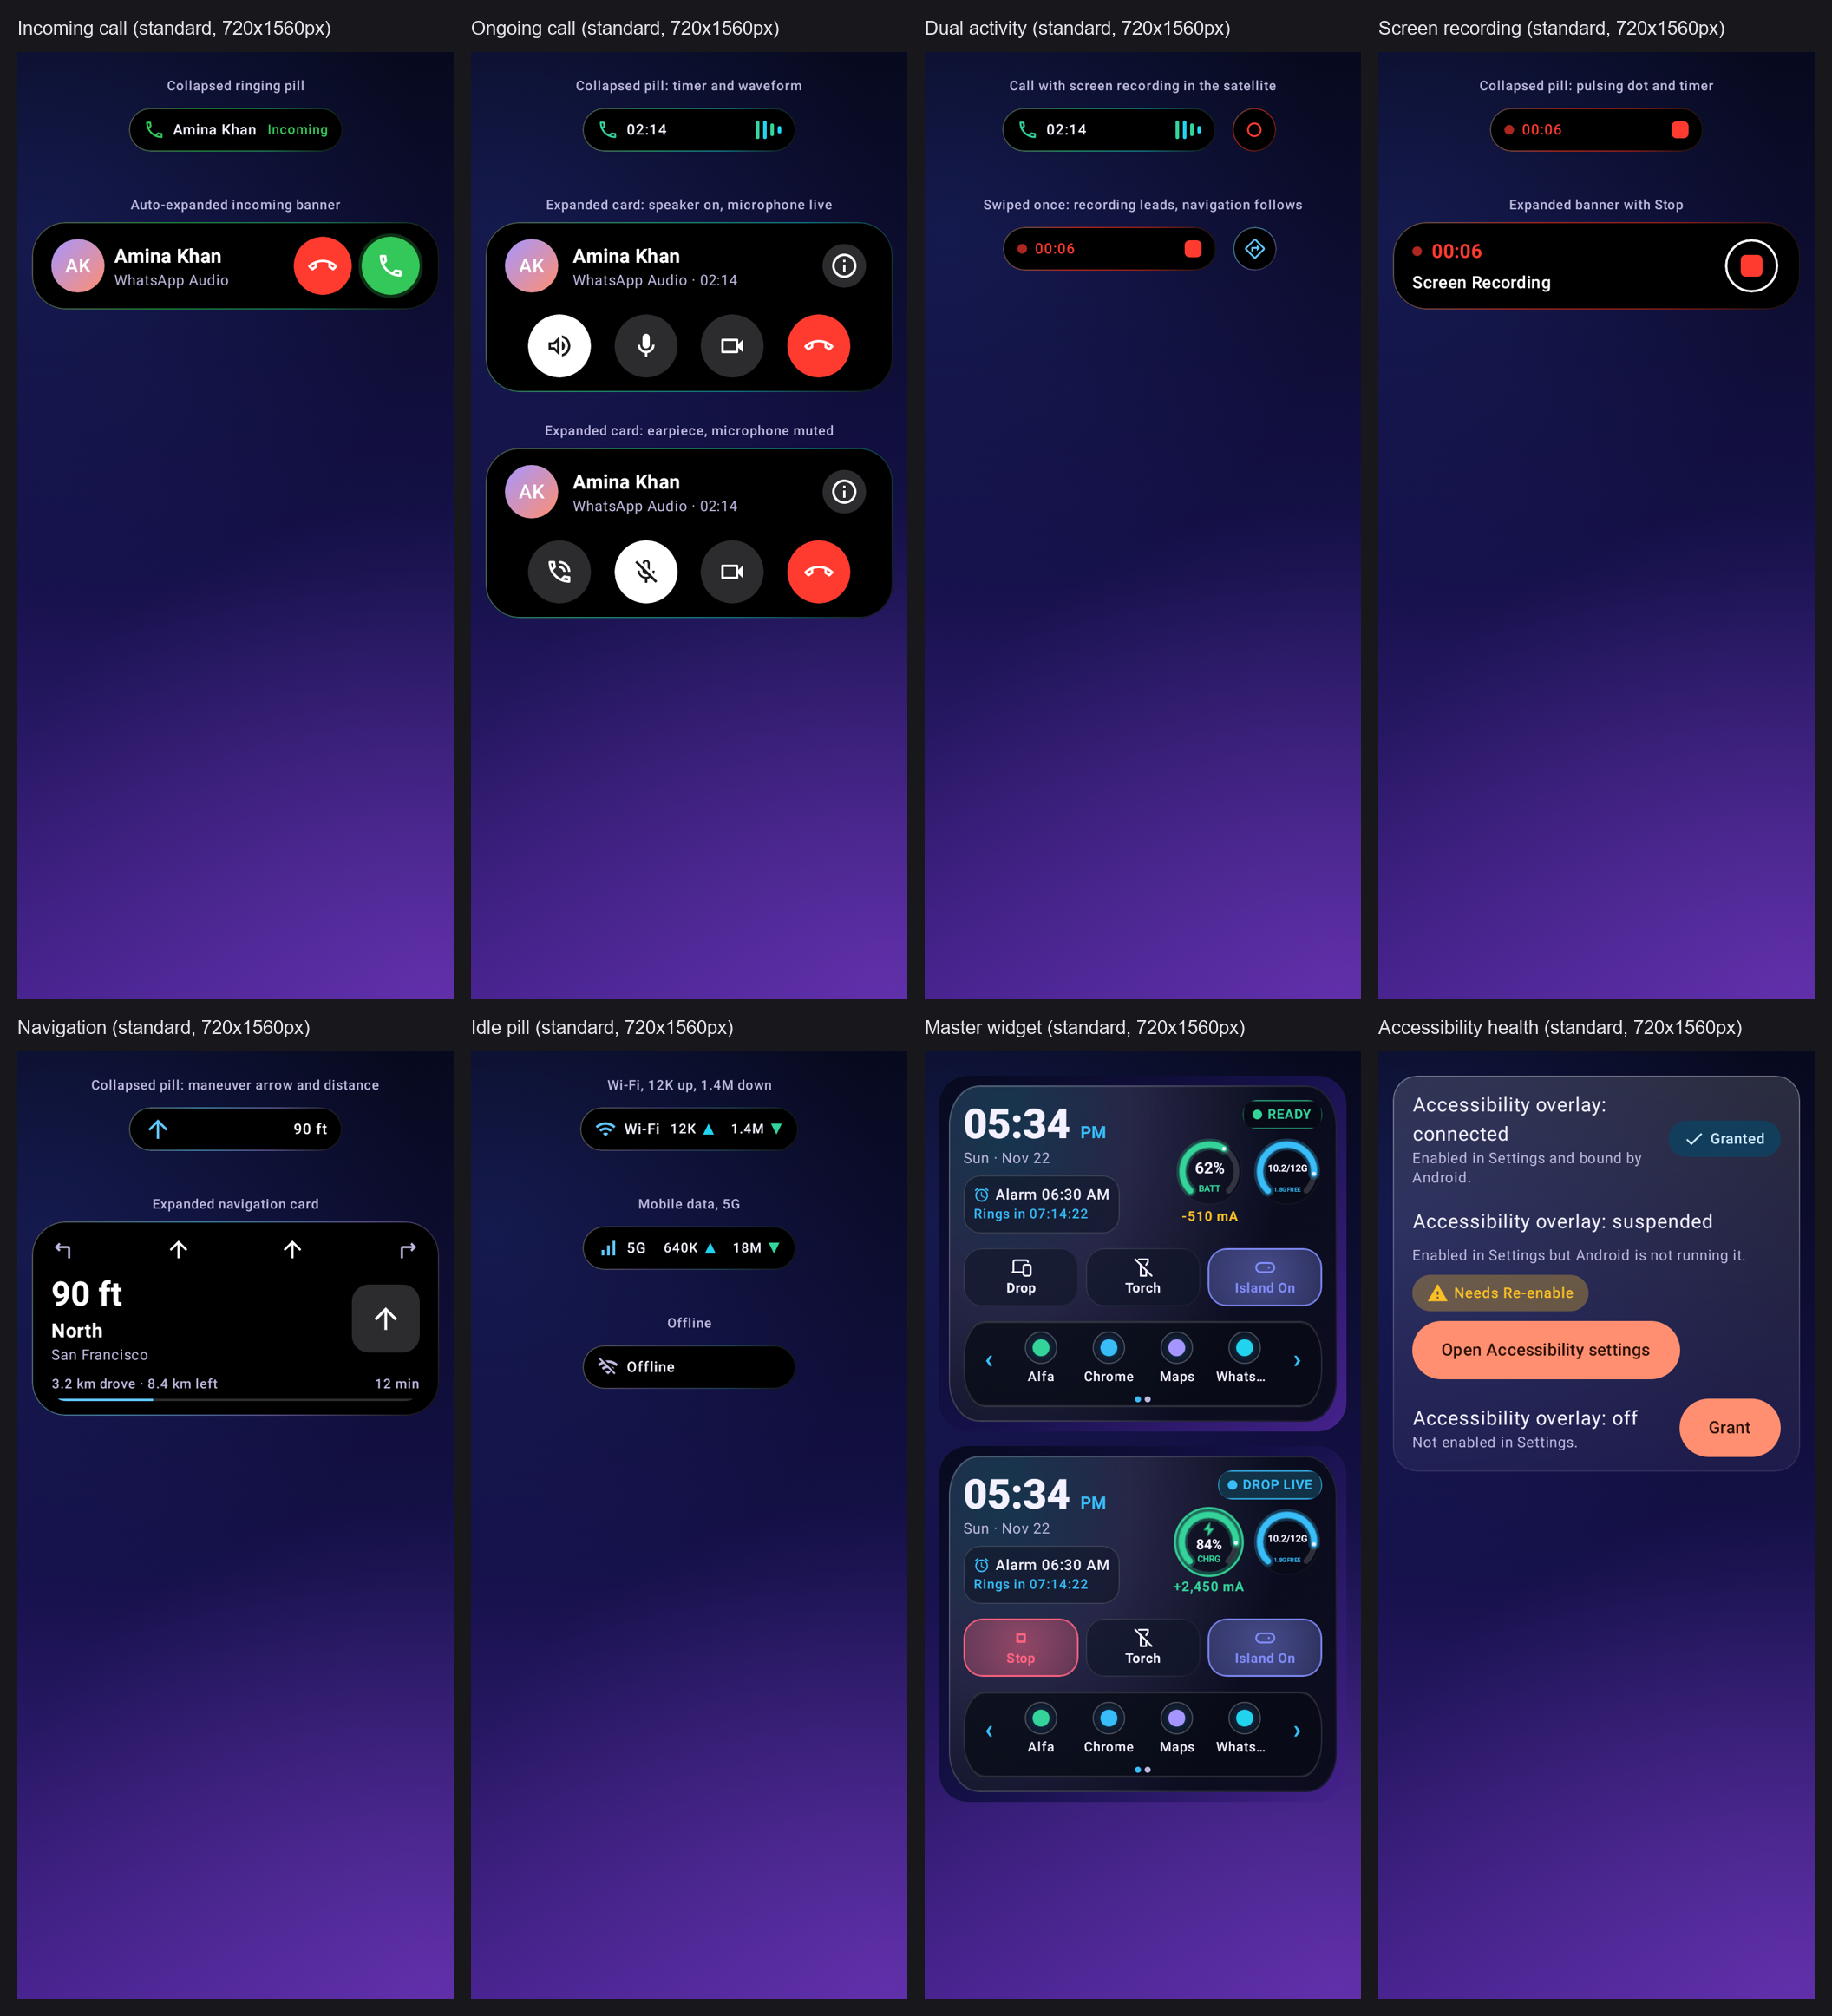 Incoming call (standard, 720x1560px)
Collapsed ringing pill
Amina Khan Incoming
Auto-expanded incoming banner
AK
Amina Khan
WhatsApp Audio
Ongoing call (standard, 720x1560px)
Collapsed pill: timer and waveform
02:14
Expanded card: speaker on, microphone live
AK
Amina Khan
WhatsApp Audio · 02:14
Expanded card: earpiece, microphone muted
AK
Amina Khan
WhatsApp Audio · 02:14
Dual activity (standard, 720x1560px)
Call with screen recording in the satellite
02:14
Swiped once: recording leads, navigation follows
00:06
Screen recording (standard, 720x1560px)
Collapsed pill: pulsing dot and timer
00:06
Expanded banner with Stop
00:06
Screen Recording
Navigation (standard, 720x1560px)
Collapsed pill: maneuver arrow and distance
90 ft
Expanded navigation card
90 ft
North
San Francisco
3.2 km drove · 8.4 km left 12 min
Idle pill (standard, 720x1560px)
Wi-Fi, 12K up, 1.4M down
Wi-Fi 12K 1.4M
Mobile data, 5G
5G 640K 18M
Offline
Offline
Master widget (standard, 720x1560px)
05:34 PM
READY
Sun · Nov 22
62%
BATT
10.2/12G
1.8G FREE
Alarm 06:30 AM
Rings in 07:14:22
-510 mA
Drop Torch Island On
Alfa Chrome Maps Whats...
05:34 PM
DROP LIVE
Sun · Nov 22
84%
CHRG
10.2/12G
1.8G FREE
Alarm 06:30 AM
Rings in 07:14:22
+2,450 mA
Stop Torch Island On
Alfa Chrome Maps Whats...
Accessibility health (standard, 720x1560px)
Accessibility overlay:
connected
Granted
Enabled in Settings and bound by
Android.
Accessibility overlay: suspended
Enabled in Settings but Android is not running it.
Needs Re-enable
Open Accessibility settings
Accessibility overlay: off
Not enabled in Settings.
Grant